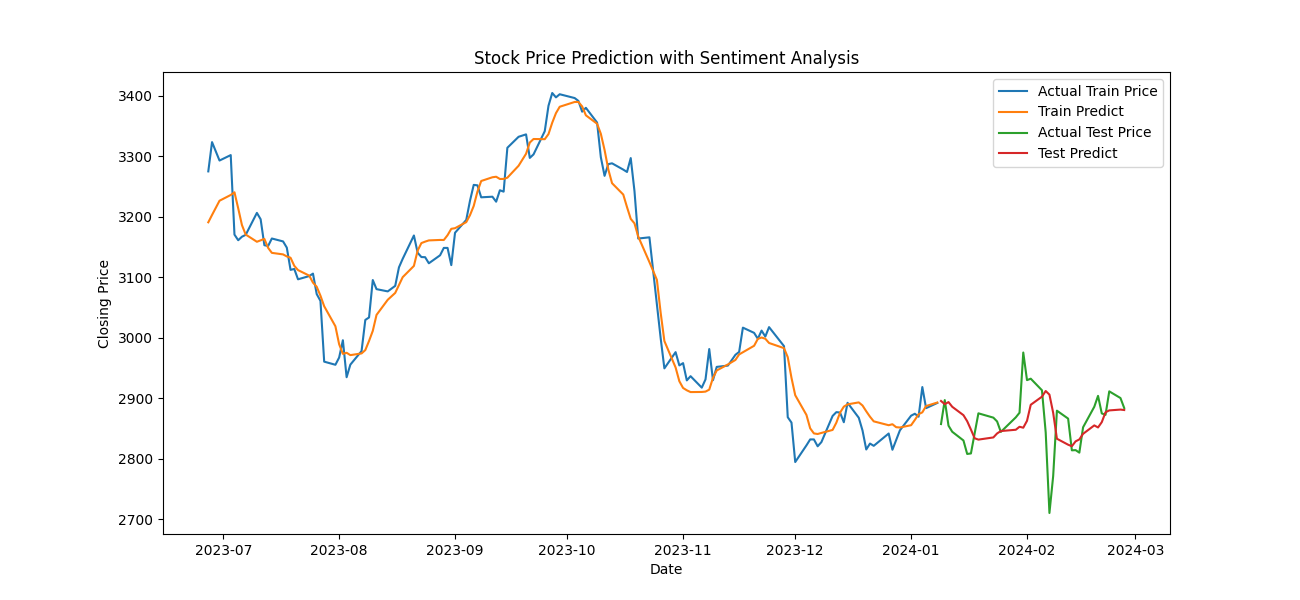 Stock Price Prediction with Sentiment Analysis
Actual Train Price
Train Predict
Actual Test Price
Test Predict
Closing Price
3400
3300
3200
3100
3000
2900
2800
2700
2023-07 2023-08 2023-09 2023-10 2023-11 2023-12 2024-01 2024-02 2024-03
Date